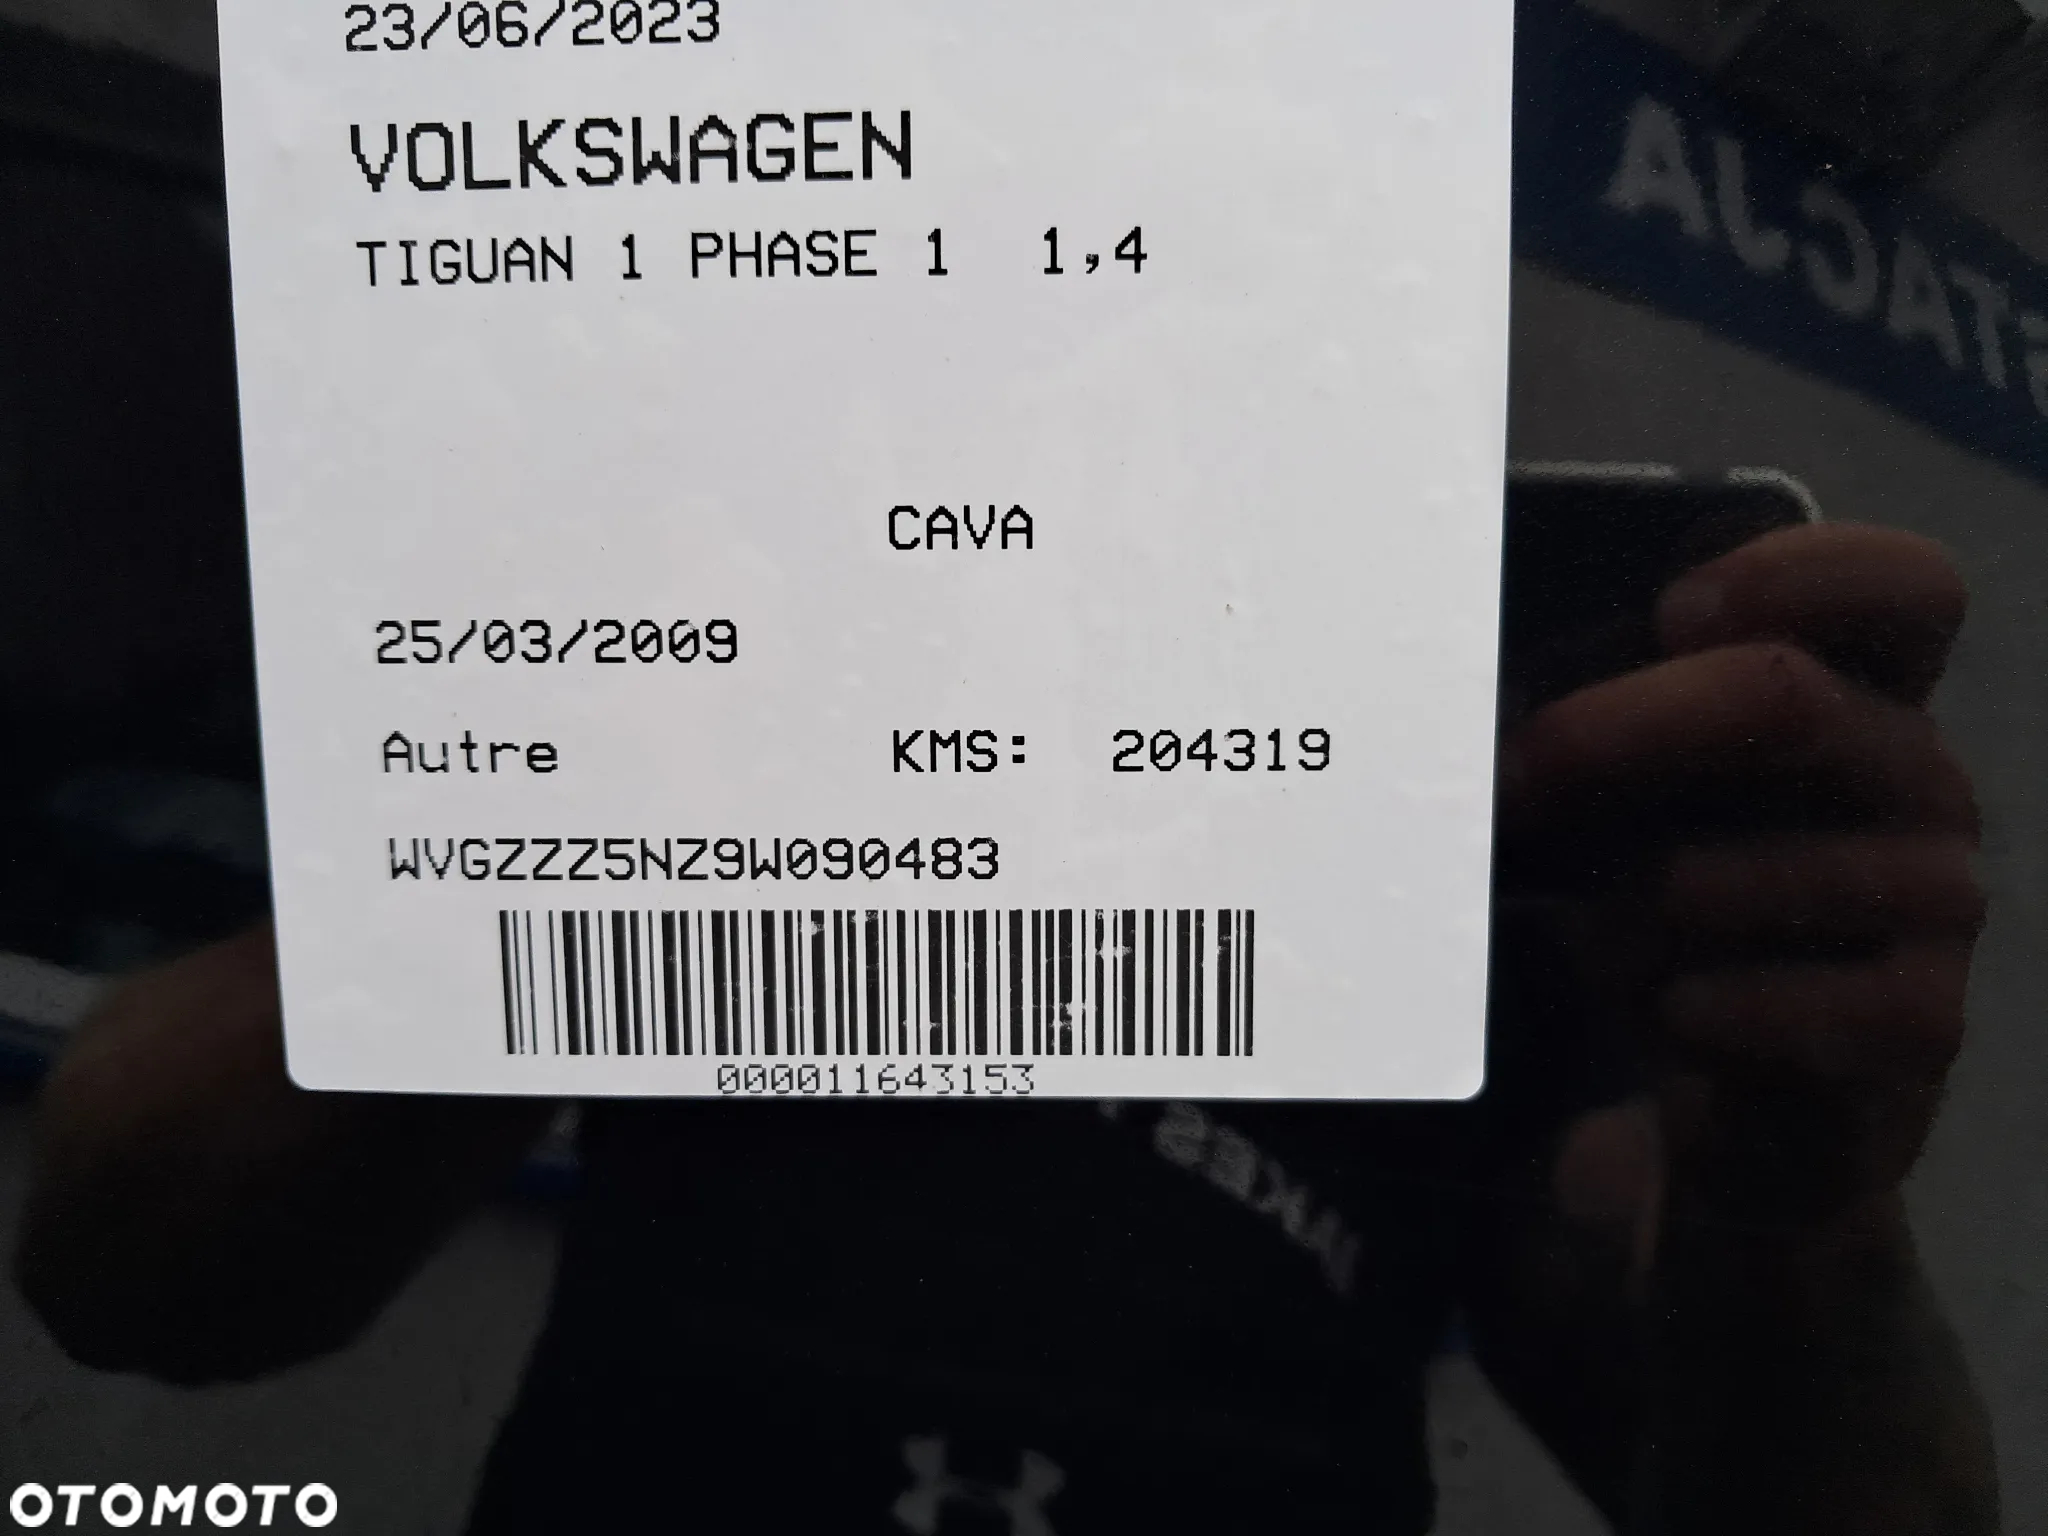 23/06/2023
VOLKSWAGEN
TIGUAN 1 PHASE 1 1,4
CAVA
25/03/2009
Autre KMS: 204319
WVGZZZ5NZ9W090483
000011643153
OTOMOTO